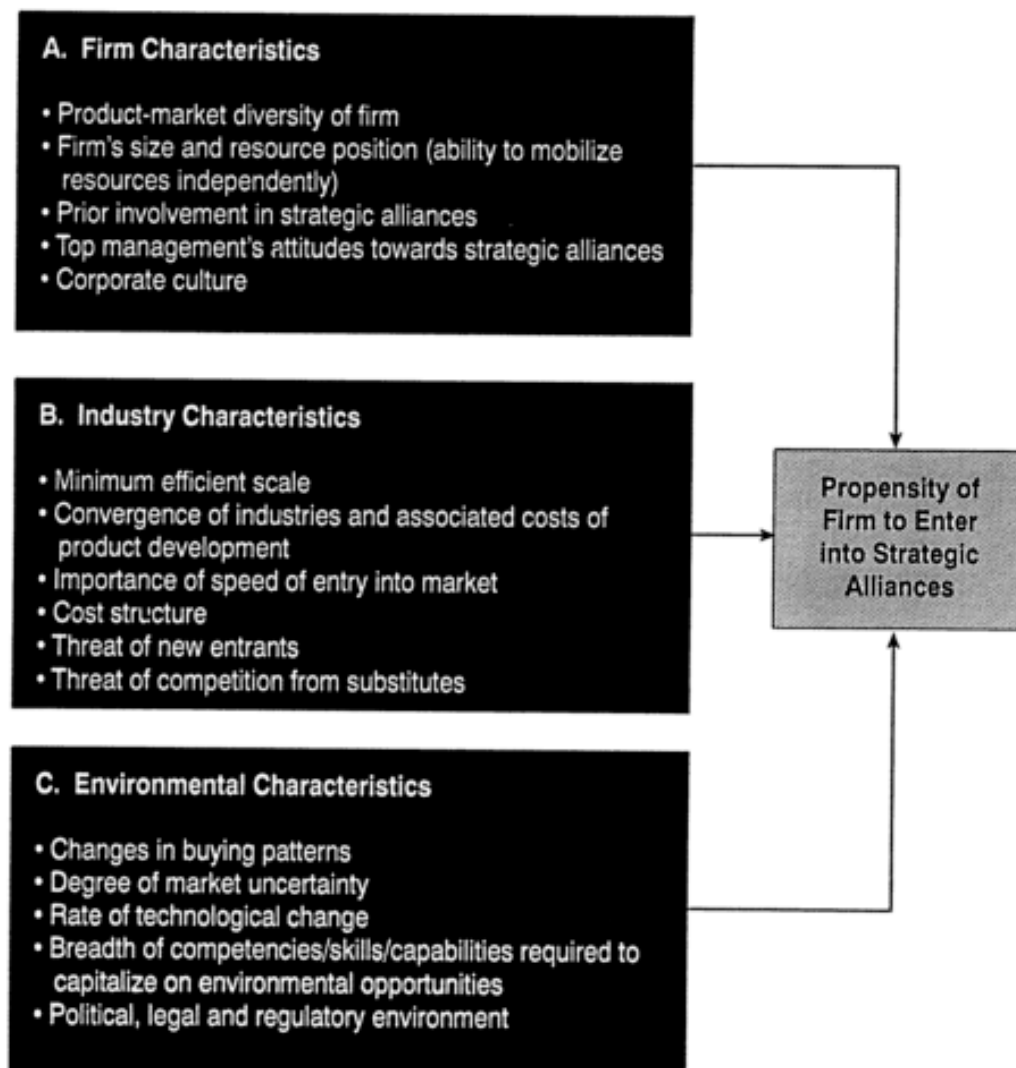 A. Firm Characteristics
• Product-market diversity of firm
• Firm's size and resource position (ability to mobilize
resources independently)
• Prior involvement in strategic alliances
• Top management's attitudes towards strategic alliances
• Corporate culture
B. Industry Characteristics
• Minimum efficient scale
• Convergence of industries and associated costs of
product development
• Importance of speed of entry into market
• Cost structure
• Threat of new entrants
• Threat of competition from substitutes
Propensity of
Firm to Enter
into Strategic
Alliances
C. Environmental Characteristics
• Changes in buying patterns
• Degree of market uncertainty
• Rate of technological change
• Breadth of competencies/skills/capabilities required to
capitalize on environmental opportunities
• Political, legal and regulatory environment